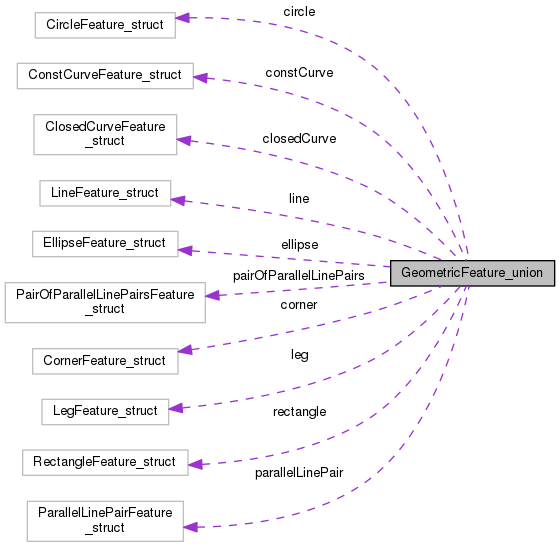 circle
CircleFeature_struct
constCurve
ConstCurveFeature_struct
ClosedCurveFeature
_struct
closedCurve
LineFeature_struct
line
EllipseFeature_struct
ellipse
GeometricFeature_union
pairOfParallelLinePairs
PairOfParallelLinePairsFeature
_struct
corner
CornerFeature_struct
leg
LegFeature_struct
rectangle
RectangleFeature_struct
parallelLinePair
ParallelLinePairFeature
_struct